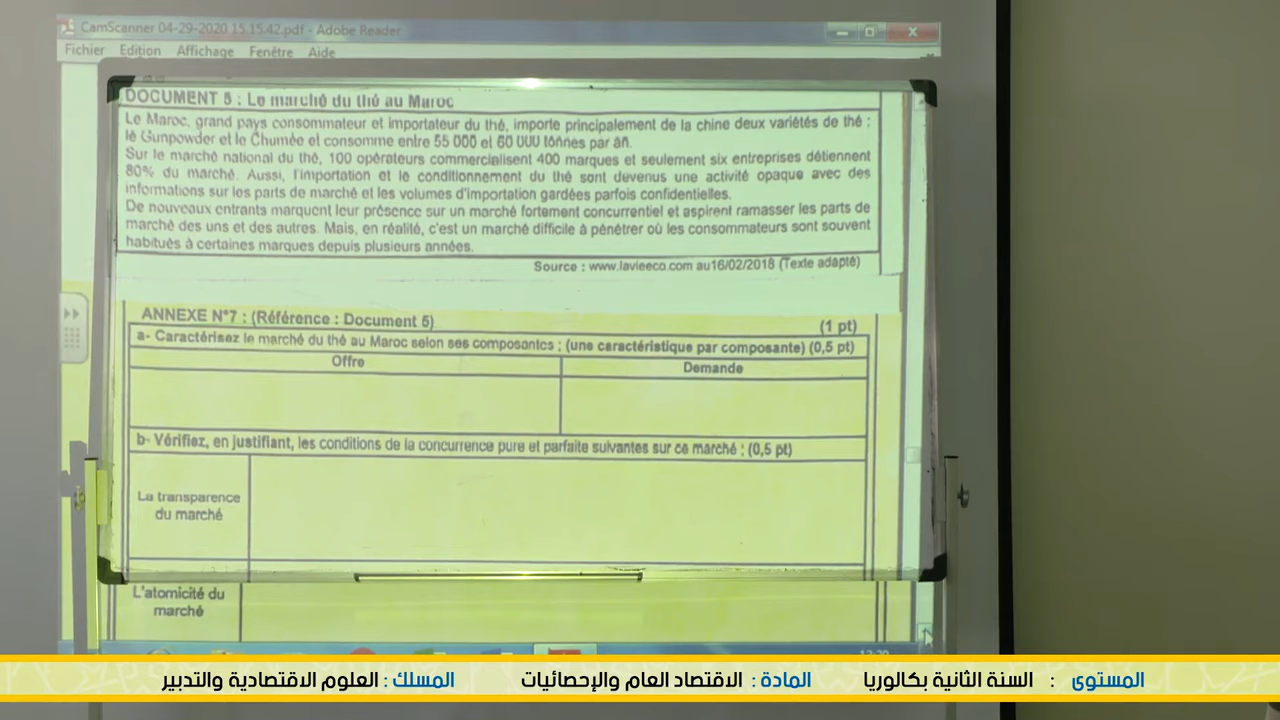 CamScanner 04-29-2020 15.15.42.pdf - Adobe Reader
Fichier Edition Affichage Fenêtre Aide
DOCUMENT 5 : Le marché du thé au Maroc
Le Maroc, grand pays consommateur et importateur du thé, importe principalement de la chine deux variétés de thé :
le Gunpowder et le Chumée et consomme entre 55 000 et 60 000 tonnes par an.
Sur le marché national du thé, 100 opérateurs commercialisent 400 marques et seulement six entreprises détiennent
80% du marché. Aussi, l'importation et le conditionnement du thé sont devenus une activité opaque avec des
informations sur les parts de marché et les volumes d'importation gardées parfois confidentielles.
De nouveaux entrants marquent leur présence sur un marché fortement concurrentiel et aspirent ramasser les parts de
marché des uns et des autres. Mais, en réalité, c'est un marché difficile à pénétrer où les consommateurs sont souvent
habitués à certaines marques depuis plusieurs années.
Source : www.lavieeco.com au16/02/2018 (Texte adapté)
ANNEXE N°7 : (Référence : Document 5) (1 pt)
a- Caractérisez le marché du thé au Maroc selon ses composantes : (une caractéristique par composante) (0,5 pt)
Offre Demande
b- Vérifiez, en justifiant, les conditions de la concurrence pure et parfaite suivantes sur ce marché : (0,5 pt)
La transparence
du marché
L'atomicité du
marché
المستوى : السنة الثانية بكالوريا المادة : الاقتصاد العام والإحصائيات المسلك : العلوم الاقتصادية والتدبير